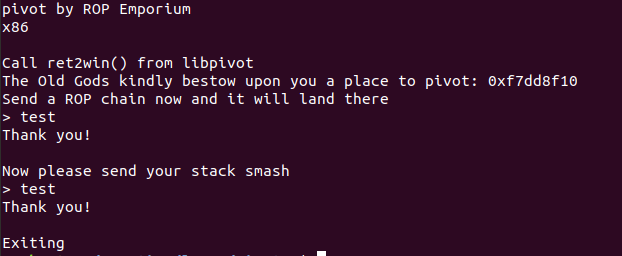 pivot by ROP Emporium
x86
Call ret2win() from libpivot
The Old Gods kindly bestow upon you a place to pivot: 0xf7dd8f10
Send a ROP chain now and it will land there
> test
Thank you!
Now please send your stack smash
> test
Thank you!
Exiting